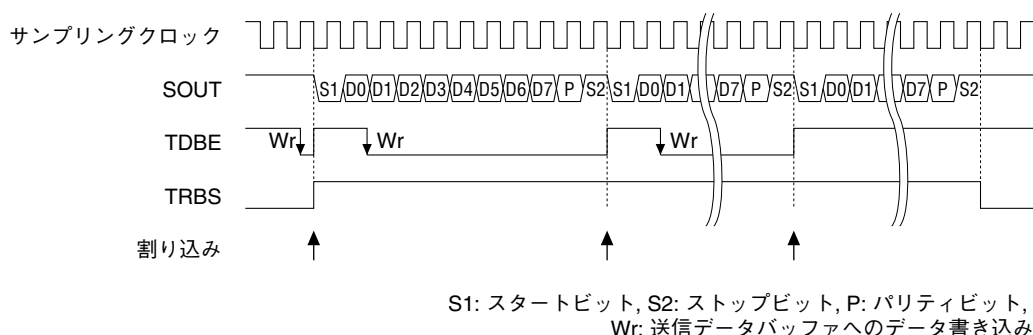 サンプリングクロック
SOUT S1 D0 D1 D2 D3 D4 D5 D6 D7 P S2 S1 D0 D1 D7 P S2 S1 D0 D1 D7 P S2
TDBE Wr Wr Wr
TRBS
割り込み
S1: スタートビット, S2: ストップビット, P: パリティビット,
Wr: 送信データバッファへのデータ書き込み